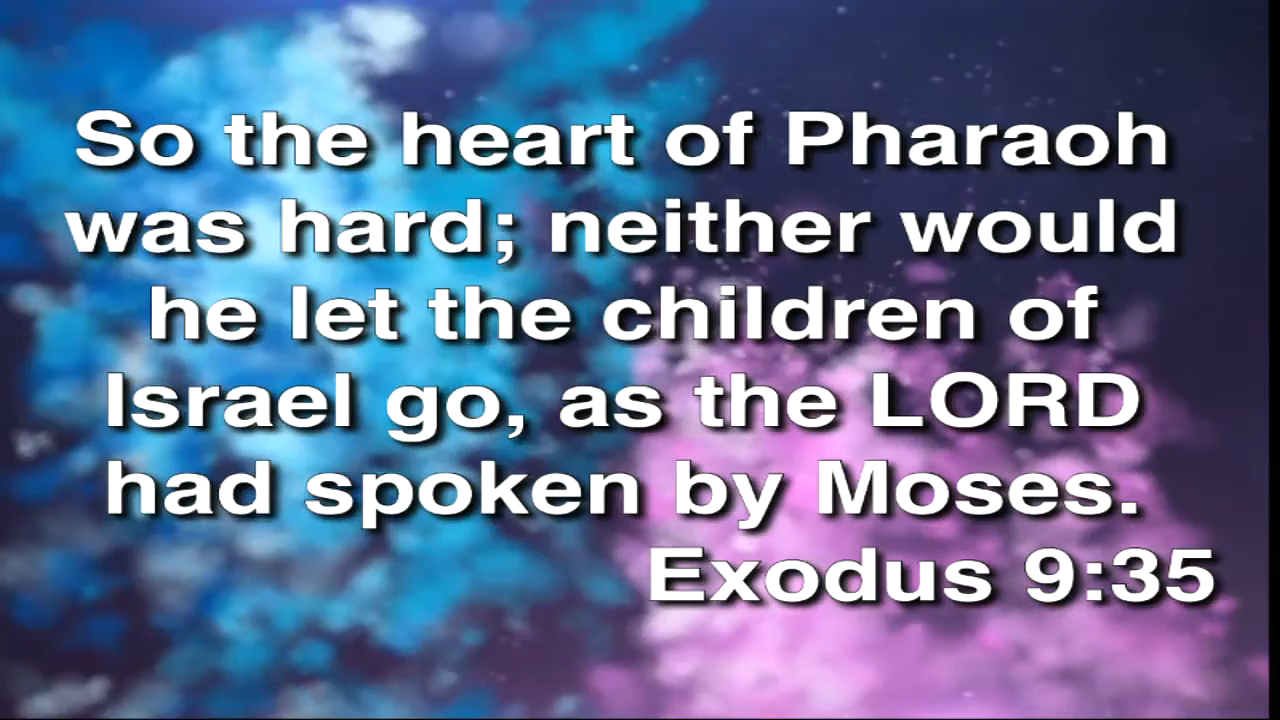 So the heart of Pharaoh
was hard; neither would
he let the children of
Israel go, as the LORD
had spoken by Moses.
Exodus 9:35